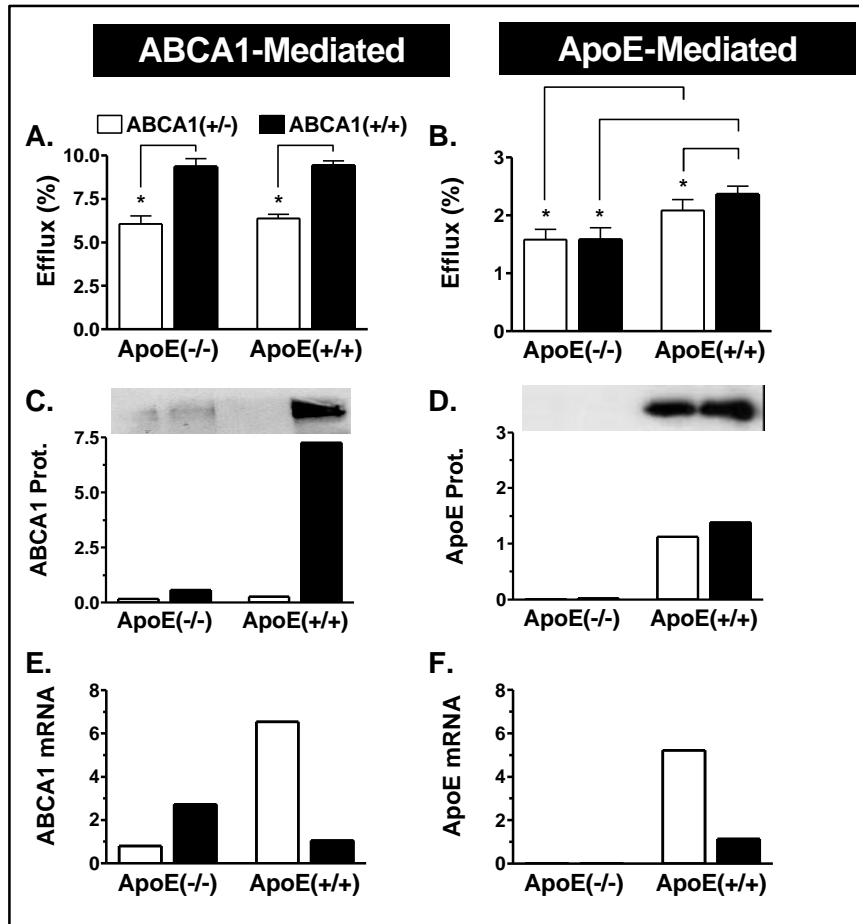 ABCA1-Mediated
ApoE-Mediated
A.
ABCA1(+/-)
ABCA1(+/+)
Efflux (%)
10.0
7.5
5.0
2.5
0.0
*
*
ApoE(-/-)
ApoE(+/+)
B.
Efflux (%)
3
2
1
0
*
*
*
ApoE(-/-)
ApoE(+/+)
C.
ABCA1 Prot.
7.5
5.0
2.5
0.0
ApoE(-/-)
ApoE(+/+)
D.
ApoE Prot.
3
2
1
0
ApoE(-/-)
ApoE(+/+)
E.
ABCA1 mRNA
8
6
4
2
0
ApoE(-/-)
ApoE(+/+)
F.
ApoE mRNA
8
6
4
2
0
ApoE(-/-)
ApoE(+/+)